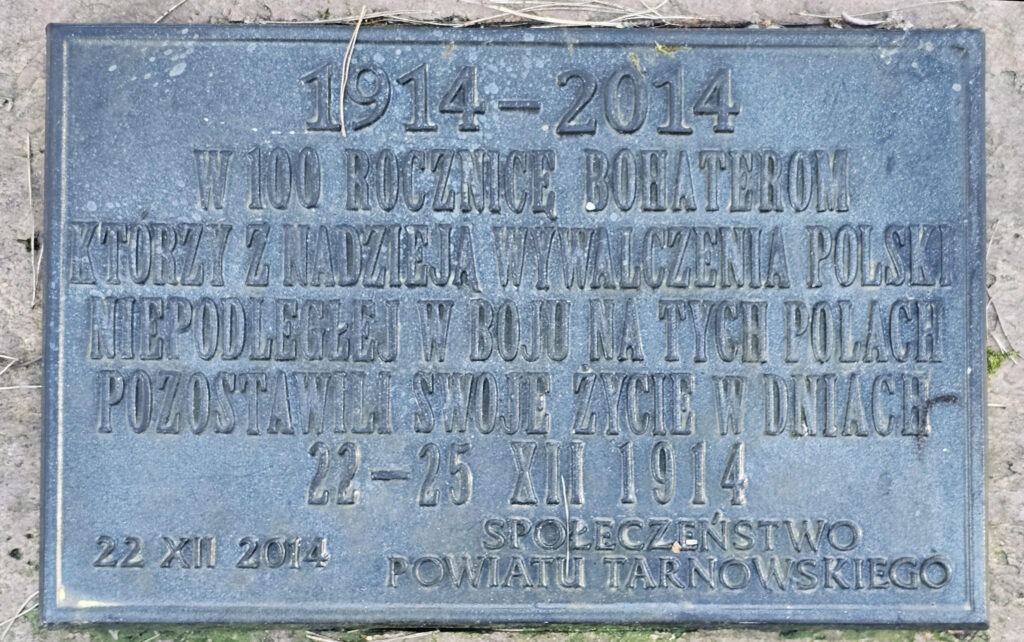 1914-2014
W 100 ROCZNICĘ BOHATEROM
KTÓRZY Z NADZIEJĄ WYWALCZENIA POLSKI
NIEPODLEGŁEJ W BOJU NA TYCH POLACH
POZOSTAWILI SWOJE ŻYCIE W DNIACH
22-25 XII 1914
22 XII 2014
SPOŁECZEŃSTWO
POWIATU TARNOWSKIEGO